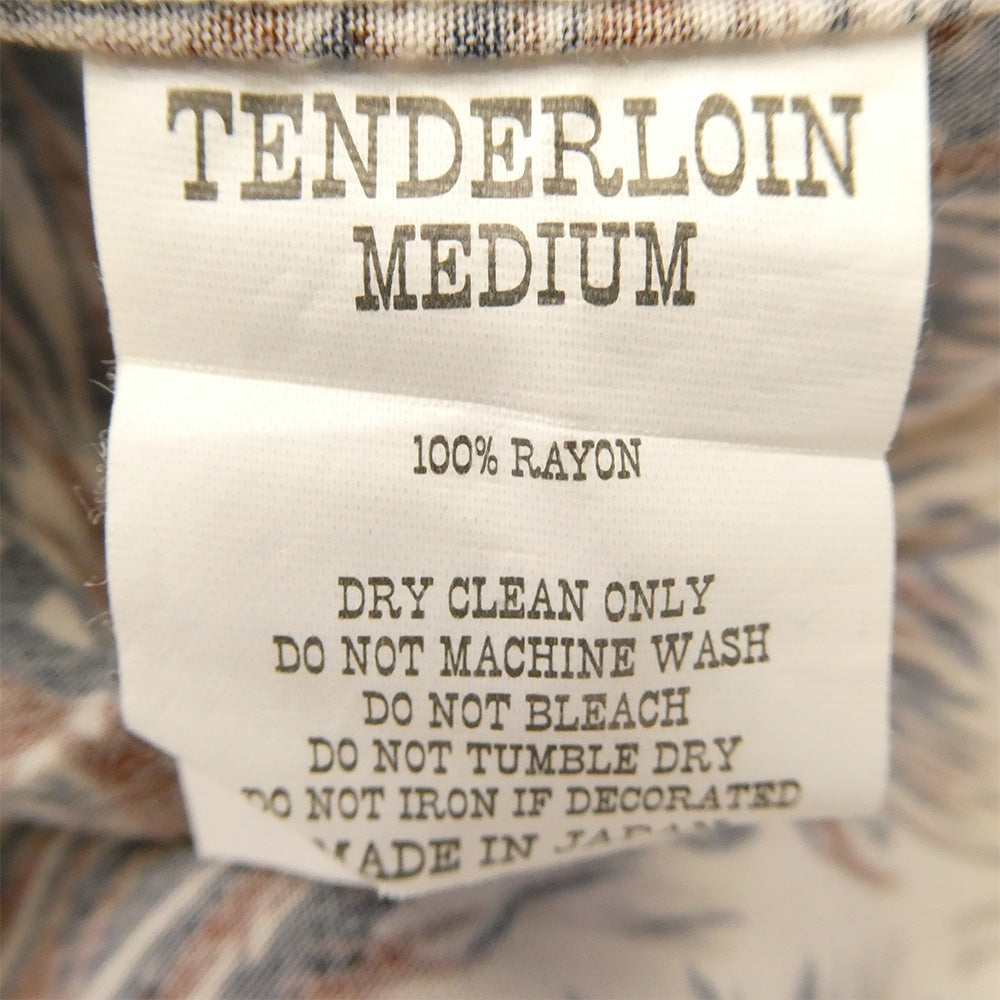 TENDERLOIN
MEDIUM
100% RAYON
DRY CLEAN ONLY
DO NOT MACHINE WASH
DO NOT BLEACH
DO NOT TUMBLE DRY
DO NOT IRON IF DECORATED
MADE IN JAPAN